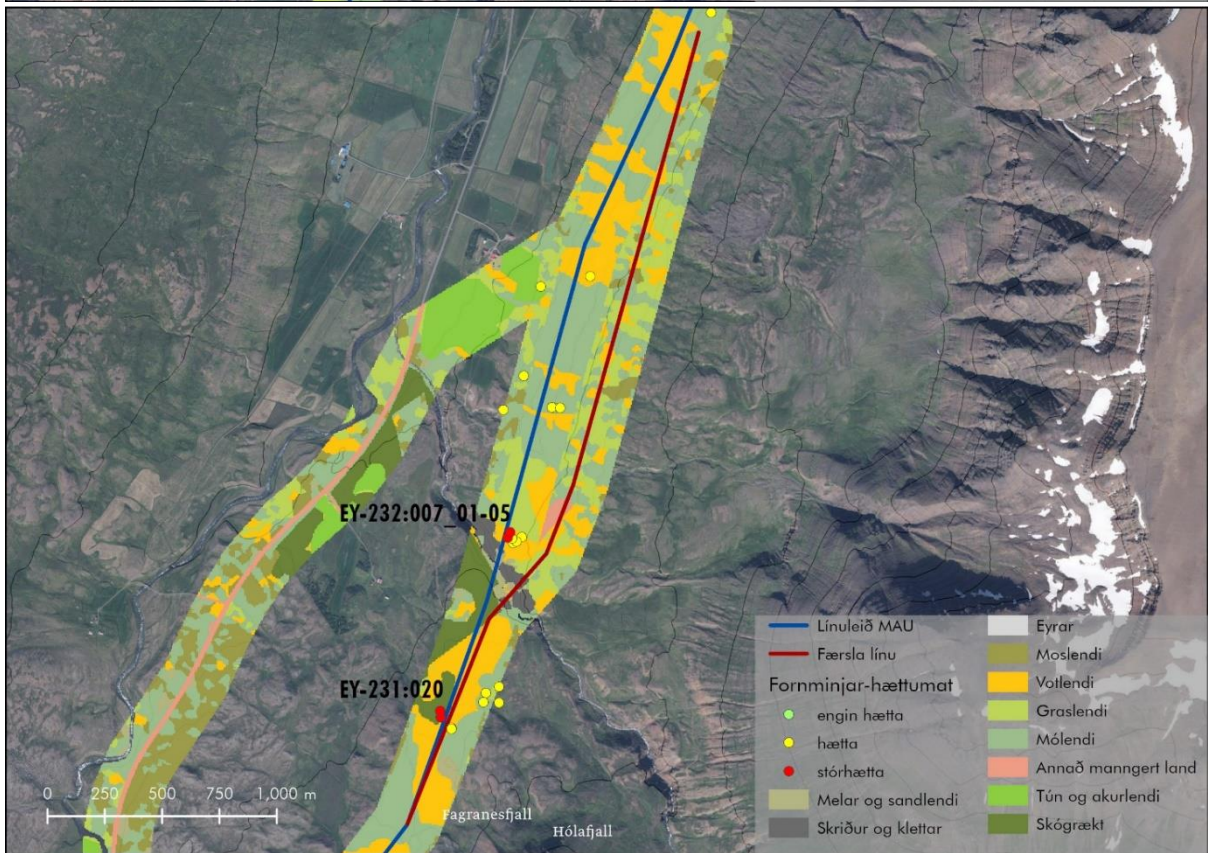 EY-232:007_01-05
EY-231:020
Fagranesfjall
Hólafjall
0 250 500 750 1.000 m
Línuleið MAU
Færsla línu
Fornminjar-hættumat
engin hætta
hætta
stórhætta
Melar og sandlendi
Skriður og klettar
Eyrar
Moslendi
Votlendi
Graslendi
Mólendi
Annað manngert land
Tún og akurlendi
Skógrækt